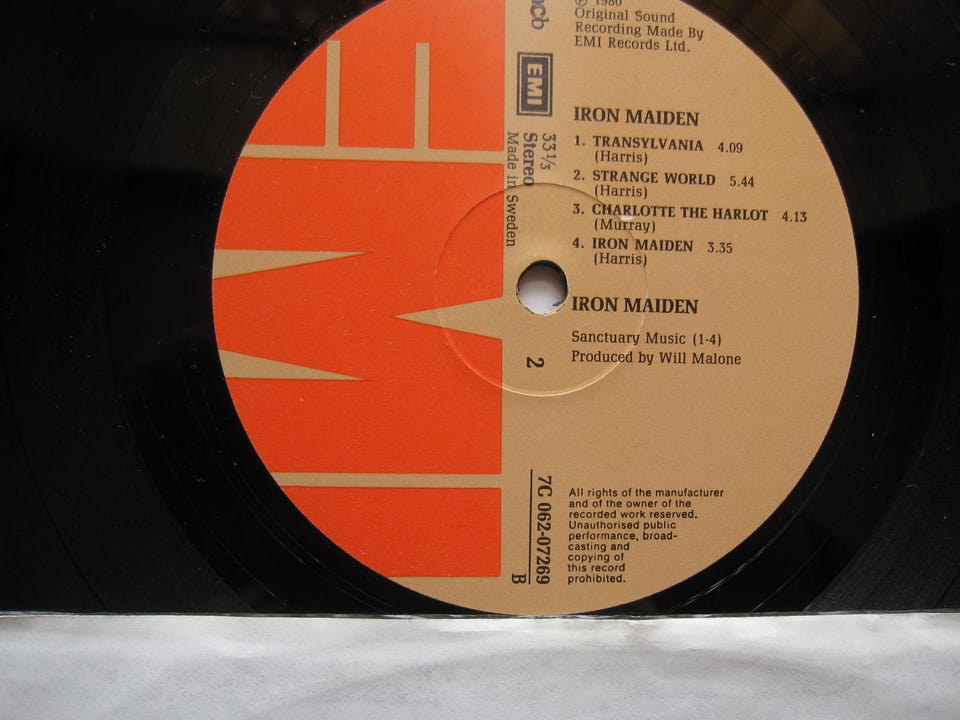 ℗ 1980
Original Sound
Recording Made By
EMI Records Ltd.
ncb
EMI
33⅓
Stereo
Made in Sweden
IRON MAIDEN
1. TRANSYLVANIA 4.09
(Harris)
2. STRANGE WORLD 5.44
(Harris)
3. CHARLOTTE THE HARLOT 4.13
(Murray)
4. IRON MAIDEN 3.35
(Harris)
IRON MAIDEN
Sanctuary Music (1-4)
Produced by Will Malone
2
7C 062-07269
B
All rights of the manufacturer
and of the owner of the
recorded work reserved.
Unauthorised public
performance, broad-
casting and
copying of
this record
prohibited.